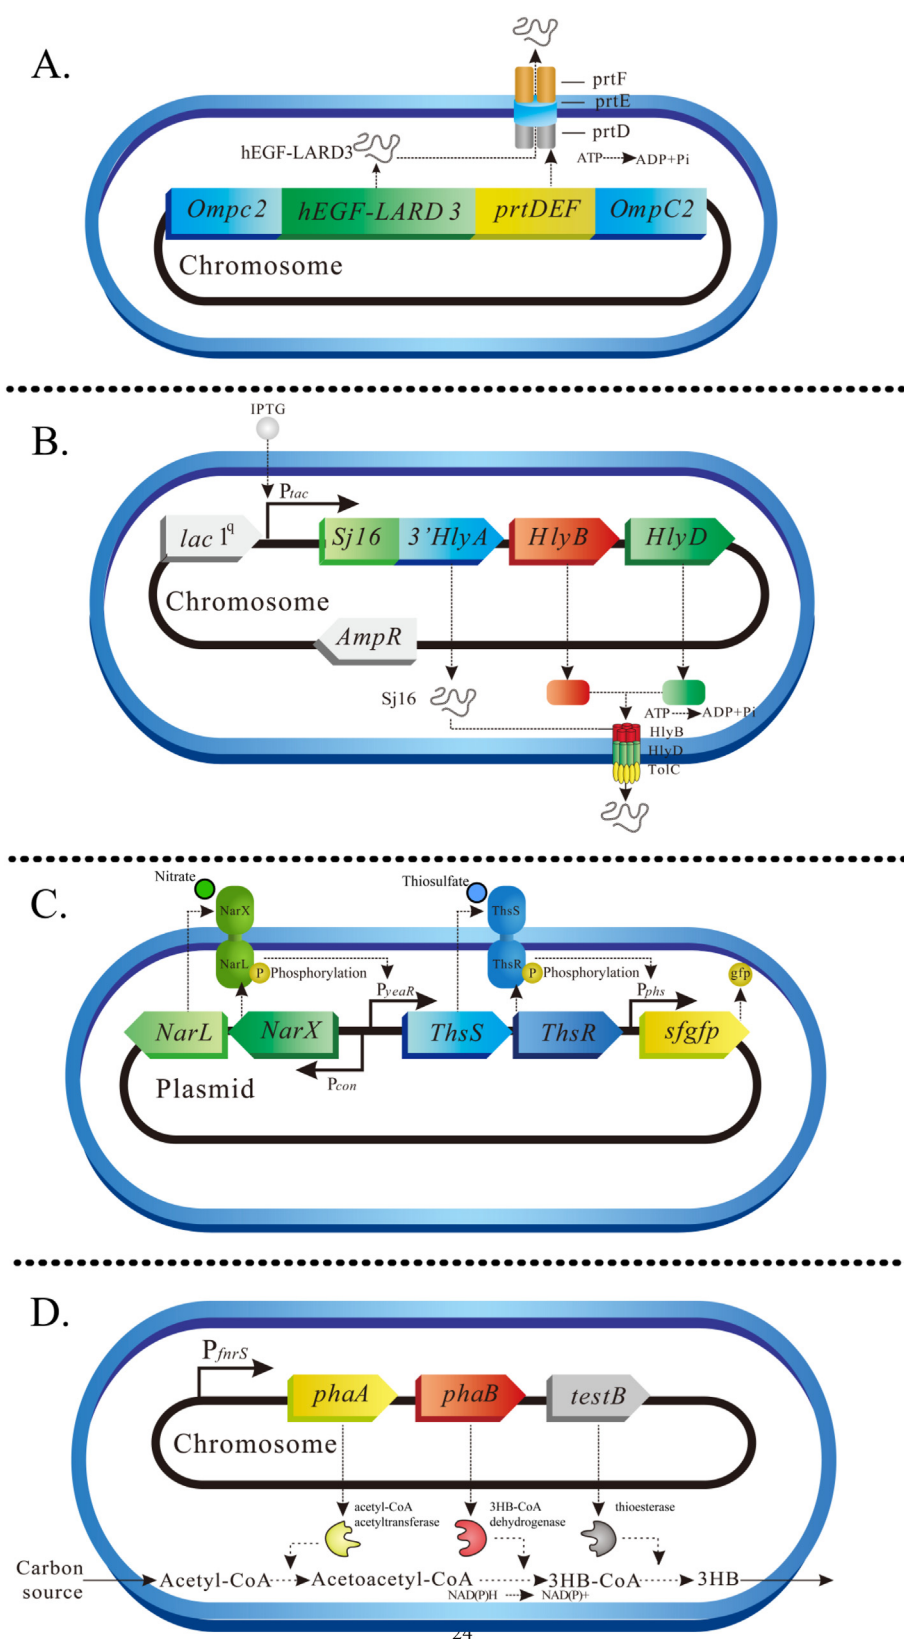 A.
prtF
prtE
prtD
hEGF-LARD3
ATP ADP+Pi
Ompc2 hEGF-LARD 3 prtDEF OmpC2
Chromosome
IPTG
B.
Ptac
lac 1q Sj16 3’HlyA HlyB HlyD
Chromosome
AmpR
Sj16
ATP ADP+Pi
HlyB
HlyD
TolC
C.
Nitrate Thiosulfate
NarX ThsS
NarL ThsR
P Phosphorylation P Phosphorylation gfp
PyeaR Pphs
NarL NarX ThsS ThsR sfgfp
Pcon
Plasmid
D.
PfnrS
phaA phaB testB
Chromosome
acetyl-CoA
acetyltransferase
3HB-CoA
dehydrogenase
thioesterase
Carbon
source
Acetyl-CoA Acetoacetyl-CoA 3HB-CoA 3HB
NAD(P)H NAD(P)+
24